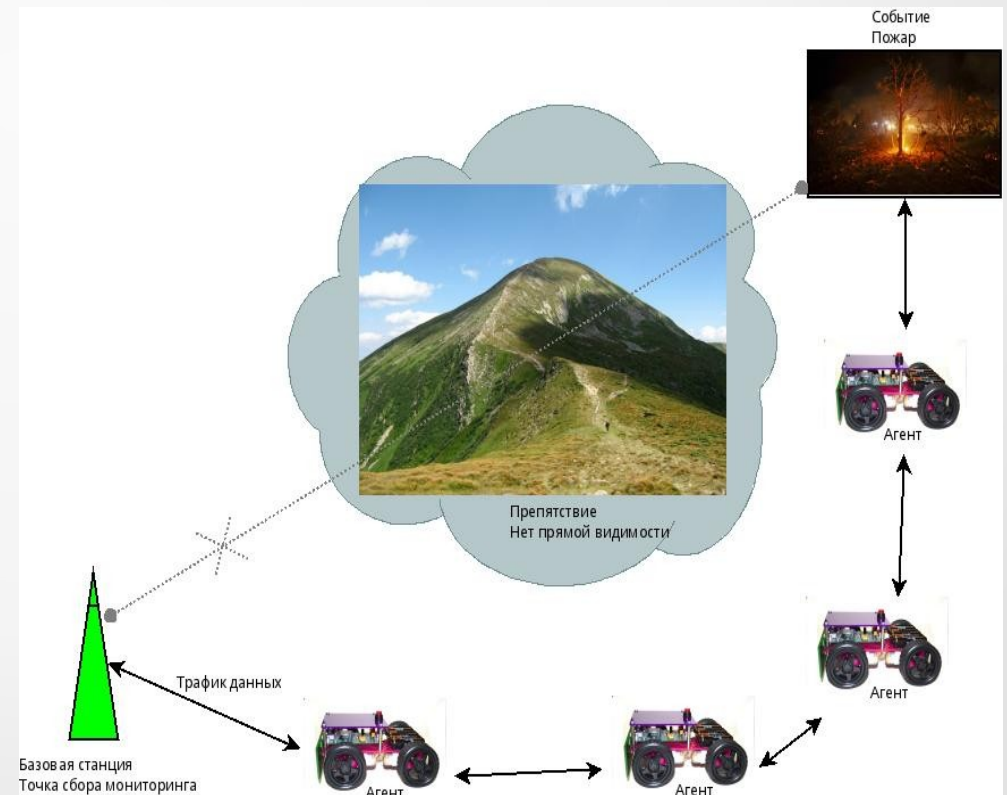 Событие
Пожар
Препятствие
Нет прямой видимости
Агент
Агент
Трафик данных
Базовая станция
Точка сбора мониторинга
Агент
Агент